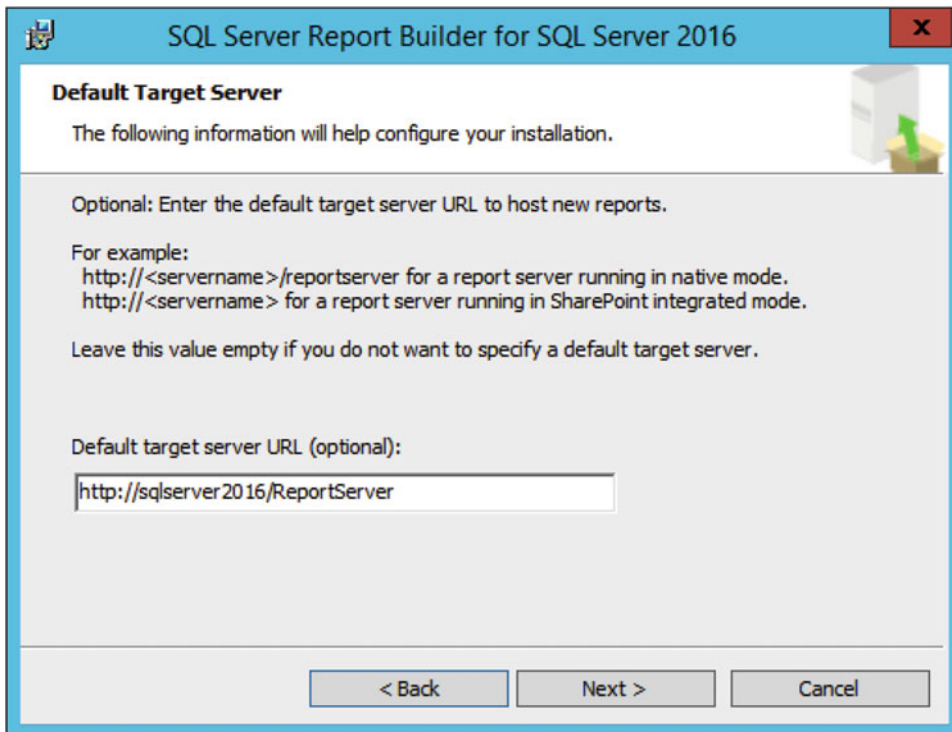 SQL Server Report Builder for SQL Server 2016
x
Default Target Server
The following information will help configure your installation.
Optional: Enter the default target server URL to host new reports.
For example:
http://<servername>/reportserver for a report server running in native mode.
http://<servername> for a report server running in SharePoint integrated mode.
Leave this value empty if you do not want to specify a default target server.
Default target server URL (optional):
http://sqlserver2016/ReportServer
< Back
Next >
Cancel